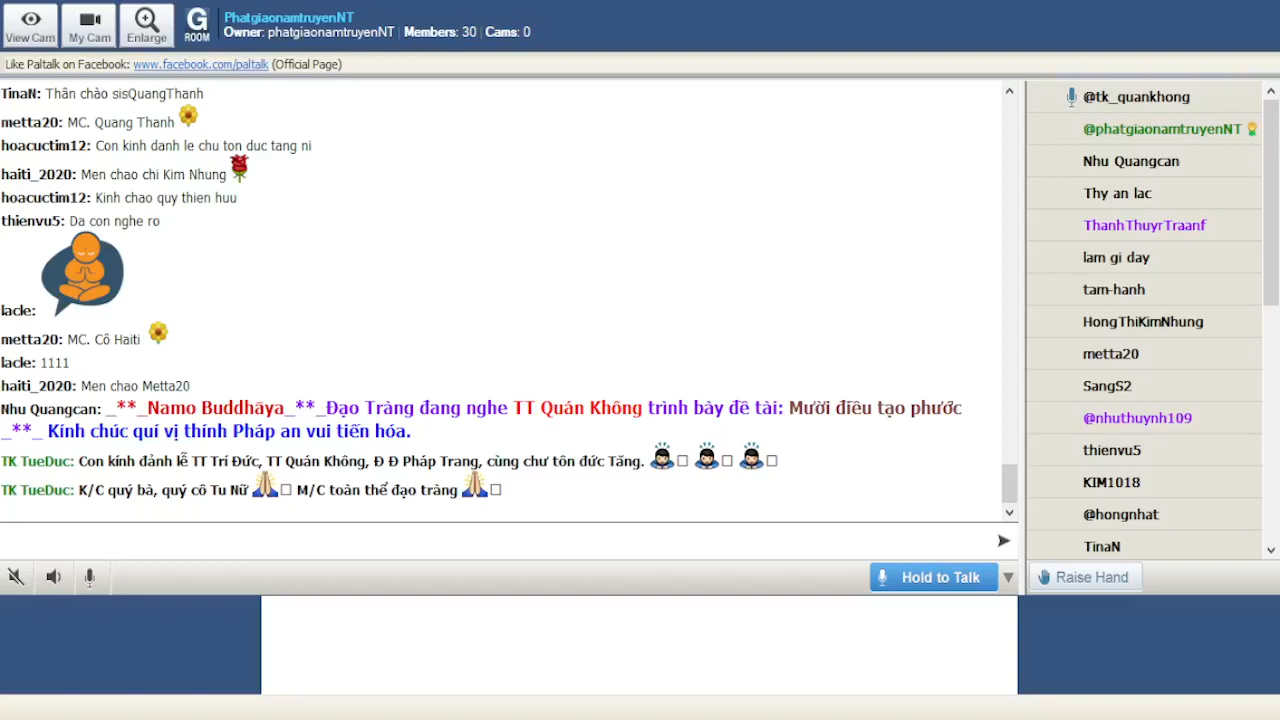 View Cam
My Cam
Enlarge
G
ROOM
PhatgiaonamtruyenNT
Owner: phatgiaonamtruyenNT | Members: 30 | Cams: 0
Like Paltalk on Facebook: www.facebook.com/paltalk (Official Page)
TinaN: Thân chào sisQuangThanh
metta20: MC. Quang Thanh
hoacuctim12: Con kinh danh le chu ton duc tang ni
haiti_2020: Men chao chi Kim Nhung
hoacuctim12: Kinh chao quy thien huu
thienvu5: Da con nghe ro
lacle:
metta20: MC. Cô Haiti
lacle: 1111
haiti_2020: Men chao Metta20
Nhu Quangcan: _**_Namo Buddhāya_**_Đạo Tràng đang nghe TT Quán Không trình bày đề tài: Mười điều tạo phước
_**_ Kính chúc quí vị thính Pháp an vui tiến hóa.
TK TueDuc: Con kính đảnh lễ TT Trí Đức, TT Quán Không, Đ Đ Pháp Trang, cùng chư tôn đức Tăng.
TK TueDuc: K/C quý bà, quý cô Tu Nữ M/C toàn thể đạo tràng
Hold to Talk
@tk_quankhong
@phatgiaonamtruyenNT
Nhu Quangcan
Thy an lac
ThanhThuyrTraanf
lam gi day
tam-hanh
HongThiKimNhung
metta20
SangS2
@nhuthuynh109
thienvu5
KIM1018
@hongnhat
TinaN
Raise Hand